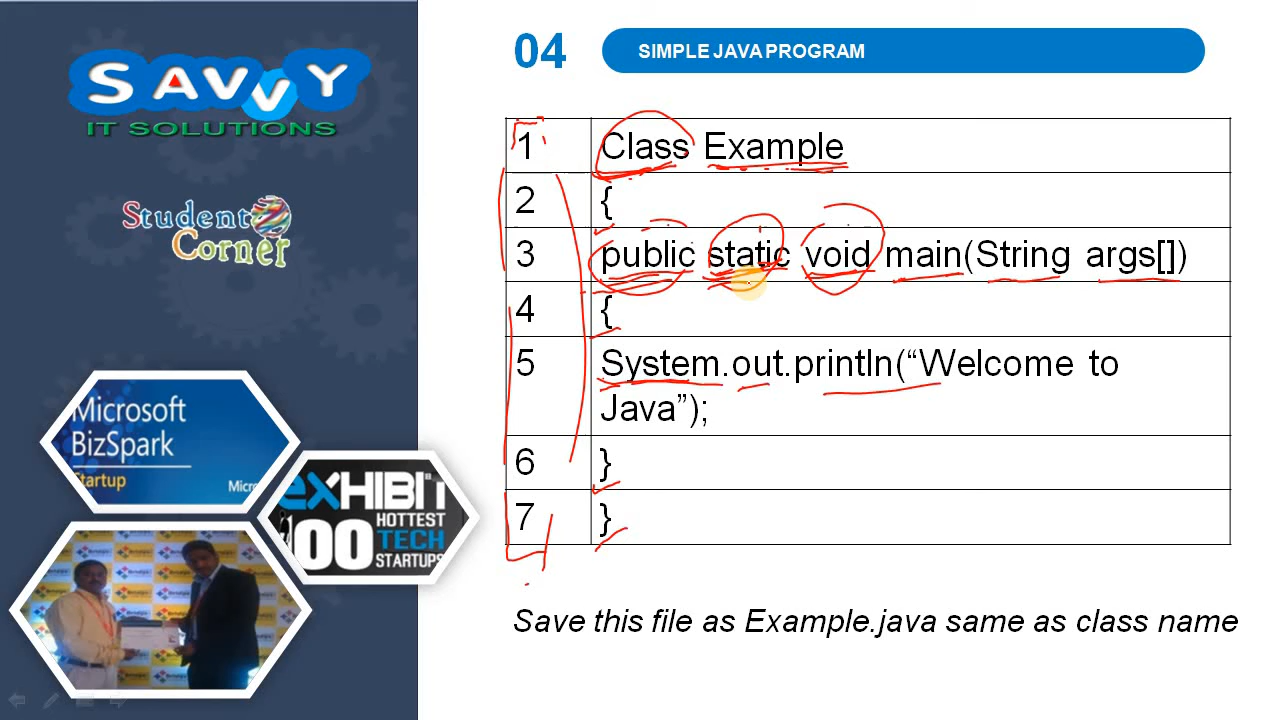 SAVVY
IT SOLUTIONS
Student
Corner
Microsoft
BizSpark
Startup
Micro
eXHIBIT
100 HOTTEST
TECH
STARTUPS
04 SIMPLE JAVA PROGRAM
1 Class Example
2 {
3 public static void main(String args[])
4 {
5 System.out.println(“Welcome to
Java”);
6 }
7 }
Save this file as Example.java same as class name